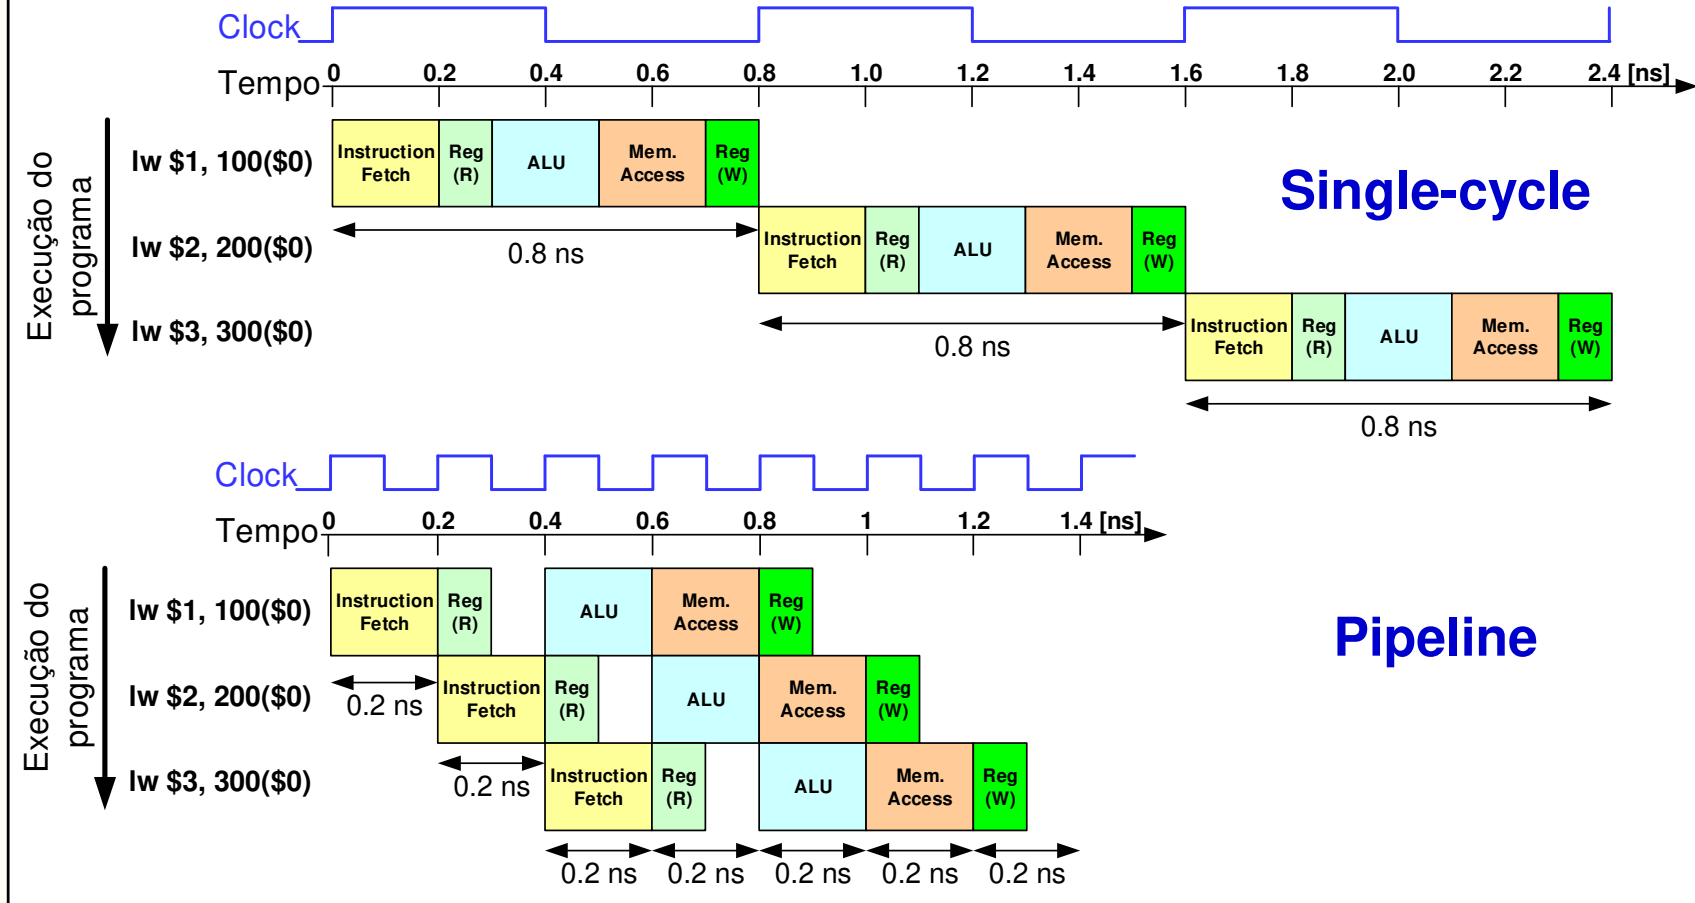 Clock
Tempo
0 0.2 0.4 0.6 0.8 1.0 1.2 1.4 1.6 1.8 2.0 2.2 2.4 [ns]
Execução do
programa
lw $1, 100($0)
Instruction
Fetch
Reg
(R)
ALU
Mem.
Access
Reg
(W)
Single-cycle
0.8 ns
lw $2, 200($0)
Instruction
Fetch
Reg
(R)
ALU
Mem.
Access
Reg
(W)
0.8 ns
lw $3, 300($0)
Instruction
Fetch
Reg
(R)
ALU
Mem.
Access
Reg
(W)
0.8 ns
Clock
Tempo
0 0.2 0.4 0.6 0.8 1 1.2 1.4 [ns]
Execução do
programa
lw $1, 100($0)
Instruction
Fetch
Reg
(R)
ALU
Mem.
Access
Reg
(W)
Pipeline
0.2 ns
lw $2, 200($0)
Instruction
Fetch
Reg
(R)
ALU
Mem.
Access
Reg
(W)
0.2 ns
lw $3, 300($0)
Instruction
Fetch
Reg
(R)
ALU
Mem.
Access
Reg
(W)
0.2 ns 0.2 ns 0.2 ns 0.2 ns 0.2 ns